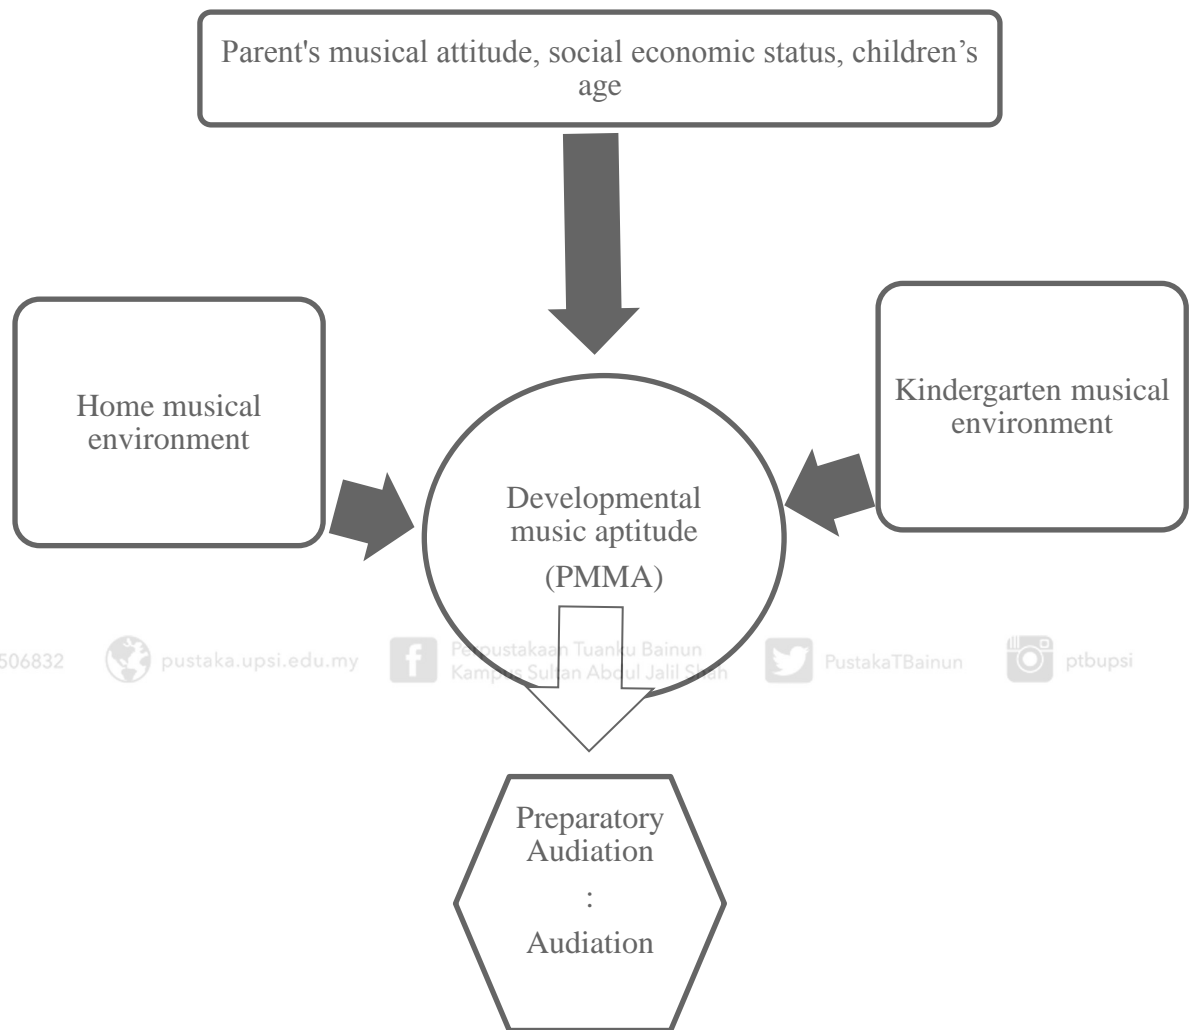 Parent's musical attitude, social economic status, children’s
age
Home musical
environment
Kindergarten musical
environment
Developmental
music aptitude
(PMMA)
506832
pustaka.upsi.edu.my
f
Perpustakaan Tuanku Bainun
Kampus Sultan Abdul Jalil Shah
PustakaTBainun
ptbupsi
Preparatory
Audiation
:
Audiation